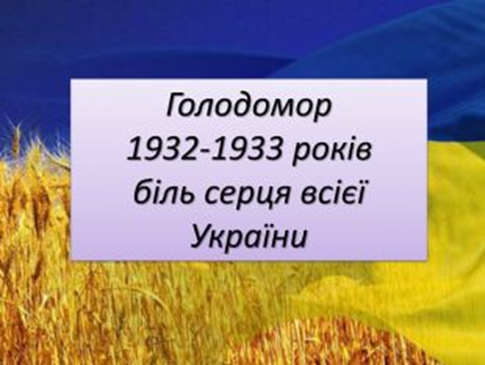 Голодомор
1932-1933 років
біль серця всієї
України